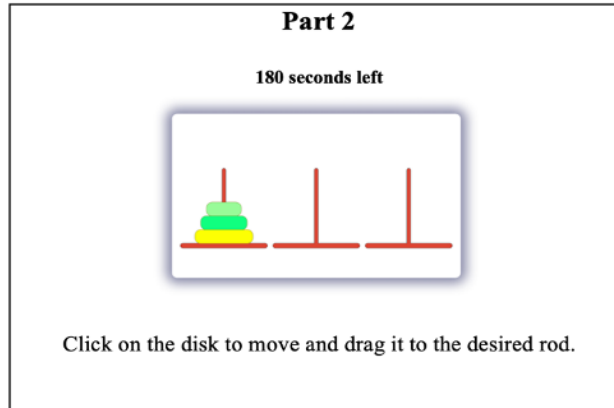 Part 2
180 seconds left
Click on the disk to move and drag it to the desired rod.